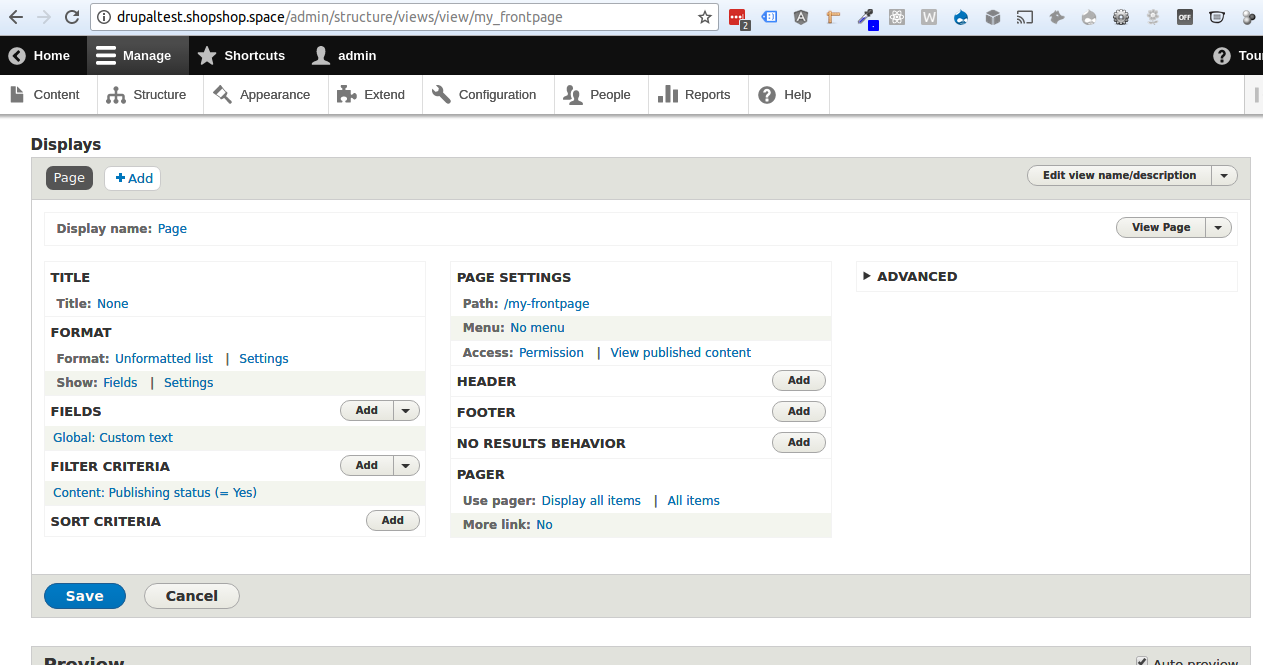 drupaltest.shopshop.space/admin/structure/views/view/my_frontpage
2
W
OFF
Home Manage Shortcuts admin
Content Structure Appearance Extend Configuration People Reports Help
Displays
Page + Add Edit view name/description
Display name: Page View Page
TITLE
Title: None
FORMAT
Format: Unformatted list | Settings
Show: Fields | Settings
FIELDS Add
Global: Custom text
FILTER CRITERIA Add
Content: Publishing status (= Yes)
SORT CRITERIA Add
PAGE SETTINGS
Path: /my-frontpage
Menu: No menu
Access: Permission | View published content
HEADER Add
FOOTER Add
NO RESULTS BEHAVIOR Add
PAGER
Use pager: Display all items | All items
More link: No
ADVANCED
Save Cancel
Preview Auto preview